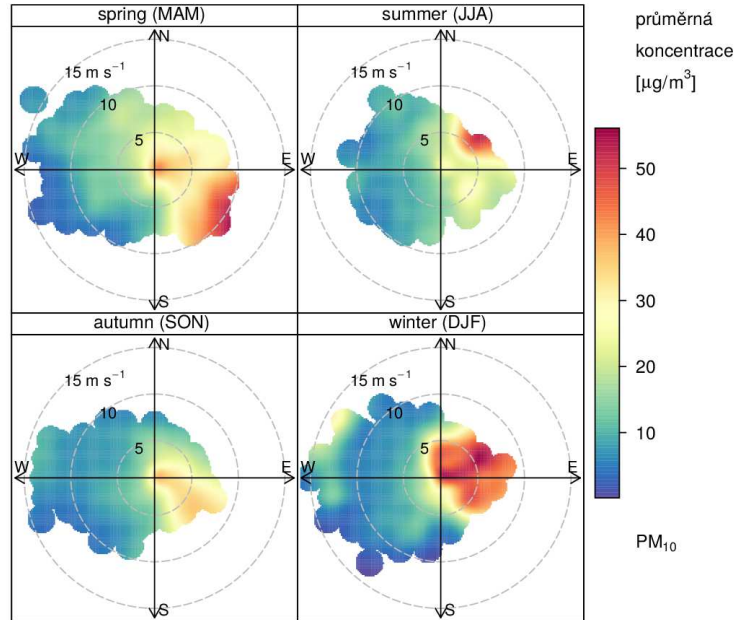 spring (MAM)
N
15 m s⁻¹
10
5
W
E
S
summer (JJA)
N
15 m s⁻¹
10
5
W
E
S
autumn (SON)
N
15 m s⁻¹
10
5
W
E
S
winter (DJF)
N
15 m s⁻¹
10
5
W
E
S
průměrná
koncentrace
[μg/m³]
50
40
30
20
10
PM₁₀